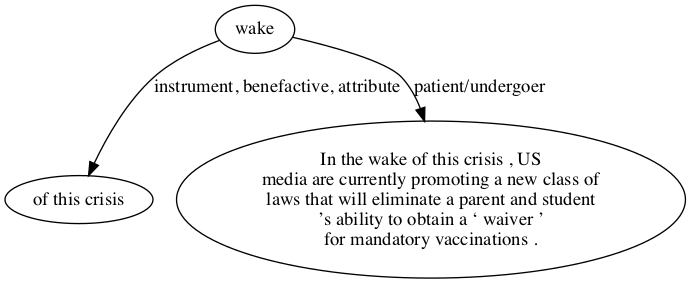 wake
instrument, benefactive, attribute
patient/undergoer
of this crisis
In the wake of this crisis , US
media are currently promoting a new class of
laws that will eliminate a parent and student
’s ability to obtain a ‘ waiver ’
for mandatory vaccinations .